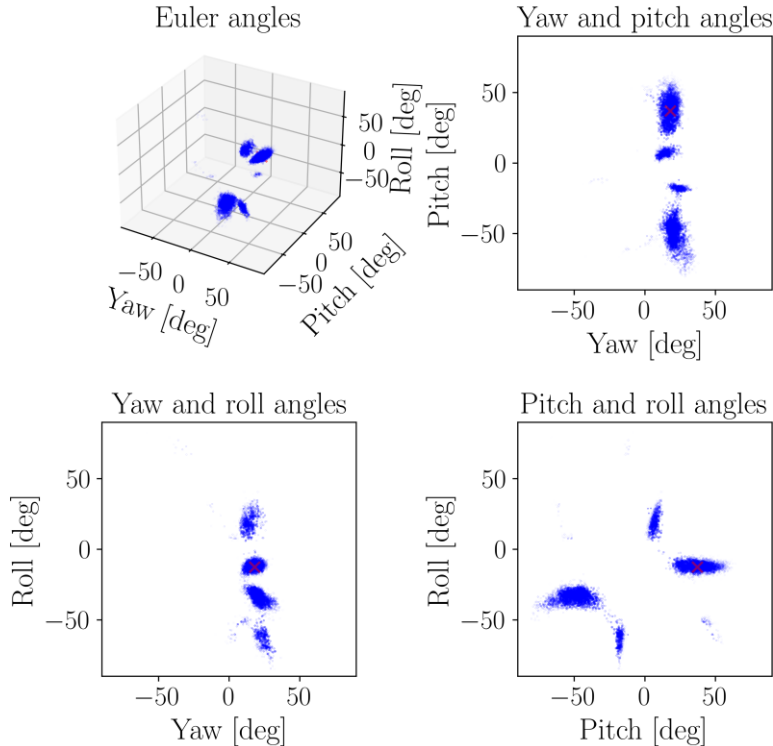 Euler angles
50
0
−50
Roll [deg]
−50
0
50
Yaw [deg]
−50
0
50
Pitch [deg]
Yaw and pitch angles
50
0
−50
Pitch [deg]
−50
0
50
Yaw [deg]
Yaw and roll angles
50
0
−50
Roll [deg]
−50
0
50
Yaw [deg]
Pitch and roll angles
50
0
−50
Roll [deg]
−50
0
50
Pitch [deg]